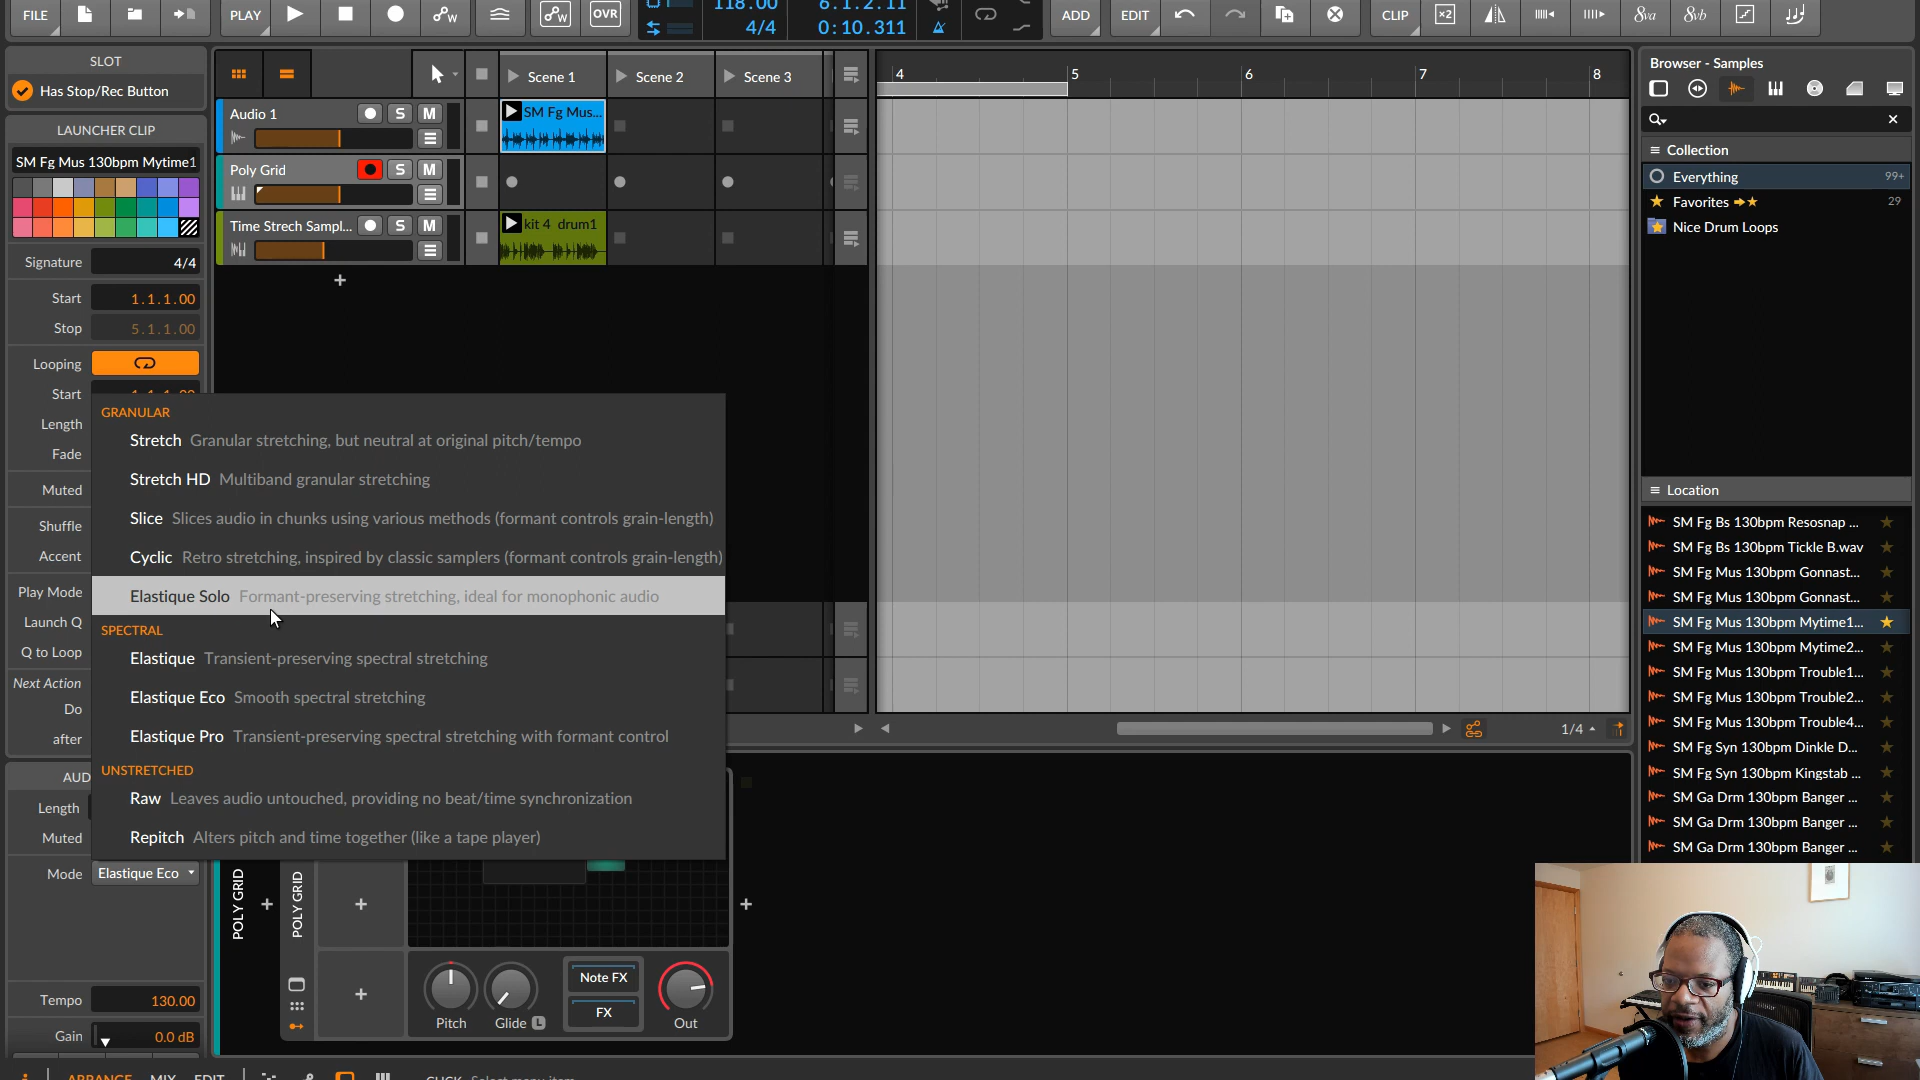 FILE
PLAY
OVR
118.00
4/4
6.1.2.11
0:10.311
ADD
EDIT
CLIP
×2
8va
8vb
SLOT
Has Stop/Rec Button
LAUNCHER CLIP
SM Fg Mus 130bpm Mytime1
Signature 4/4
Start 1.1.1.00
Stop 5.1.1.00
Looping
Start
Length
Fade
Muted
Shuffle
Accent
Play Mode
Launch Q
Q to Loop
Next Action
Do
after
Length
Muted
Mode Elastique Eco
Tempo 130.00
Gain 0.0 dB
Scene 1
Scene 2
Scene 3
Audio 1 S M
SM Fg Mus...
Poly Grid S M
Time Strech Sampl... S M
kit 4 drum1
+
4 5 6 7 8
1/4
GRANULAR
Stretch Granular stretching, but neutral at original pitch/tempo
Stretch HD Multiband granular stretching
Slice Slices audio in chunks using various methods (formant controls grain-length)
Cyclic Retro stretching, inspired by classic samplers (formant controls grain-length)
Elastique Solo Formant-preserving stretching, ideal for monophonic audio
SPECTRAL
Elastique Transient-preserving spectral stretching
Elastique Eco Smooth spectral stretching
Elastique Pro Transient-preserving spectral stretching with formant control
UNSTRETCHED
Raw Leaves audio untouched, providing no beat/time synchronization
Repitch Alters pitch and time together (like a tape player)
POLY GRID
POLY GRID
Pitch
Glide L
Note FX
FX
Out
ARRANGE MIX EDIT
CLICK Select menu item
Browser - Samples
Collection
Everything 99+
Favorites 29
Nice Drum Loops
Location
SM Fg Bs 130bpm Resosnap ...
SM Fg Bs 130bpm Tickle B.wav
SM Fg Mus 130bpm Gonnast...
SM Fg Mus 130bpm Gonnast...
SM Fg Mus 130bpm Mytime1...
SM Fg Mus 130bpm Mytime2...
SM Fg Mus 130bpm Trouble1...
SM Fg Mus 130bpm Trouble2...
SM Fg Mus 130bpm Trouble4...
SM Fg Syn 130bpm Dinkle D...
SM Fg Syn 130bpm Kingstab ...
SM Ga Drm 130bpm Banger ...
SM Ga Drm 130bpm Banger ...
SM Ga Drm 130bpm Banger ...